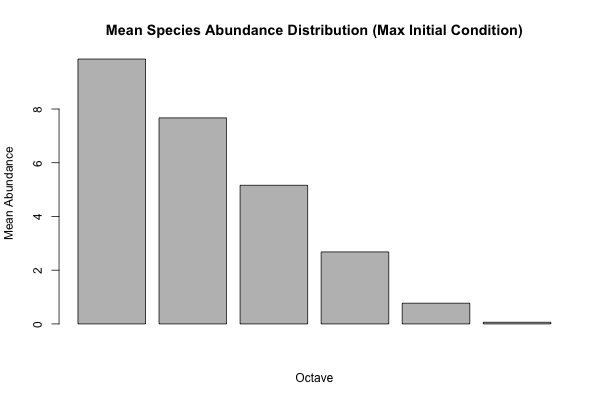 Mean Species Abundance Distribution (Max Initial Condition)
Mean Abundance
8
6
4
2
0
Octave